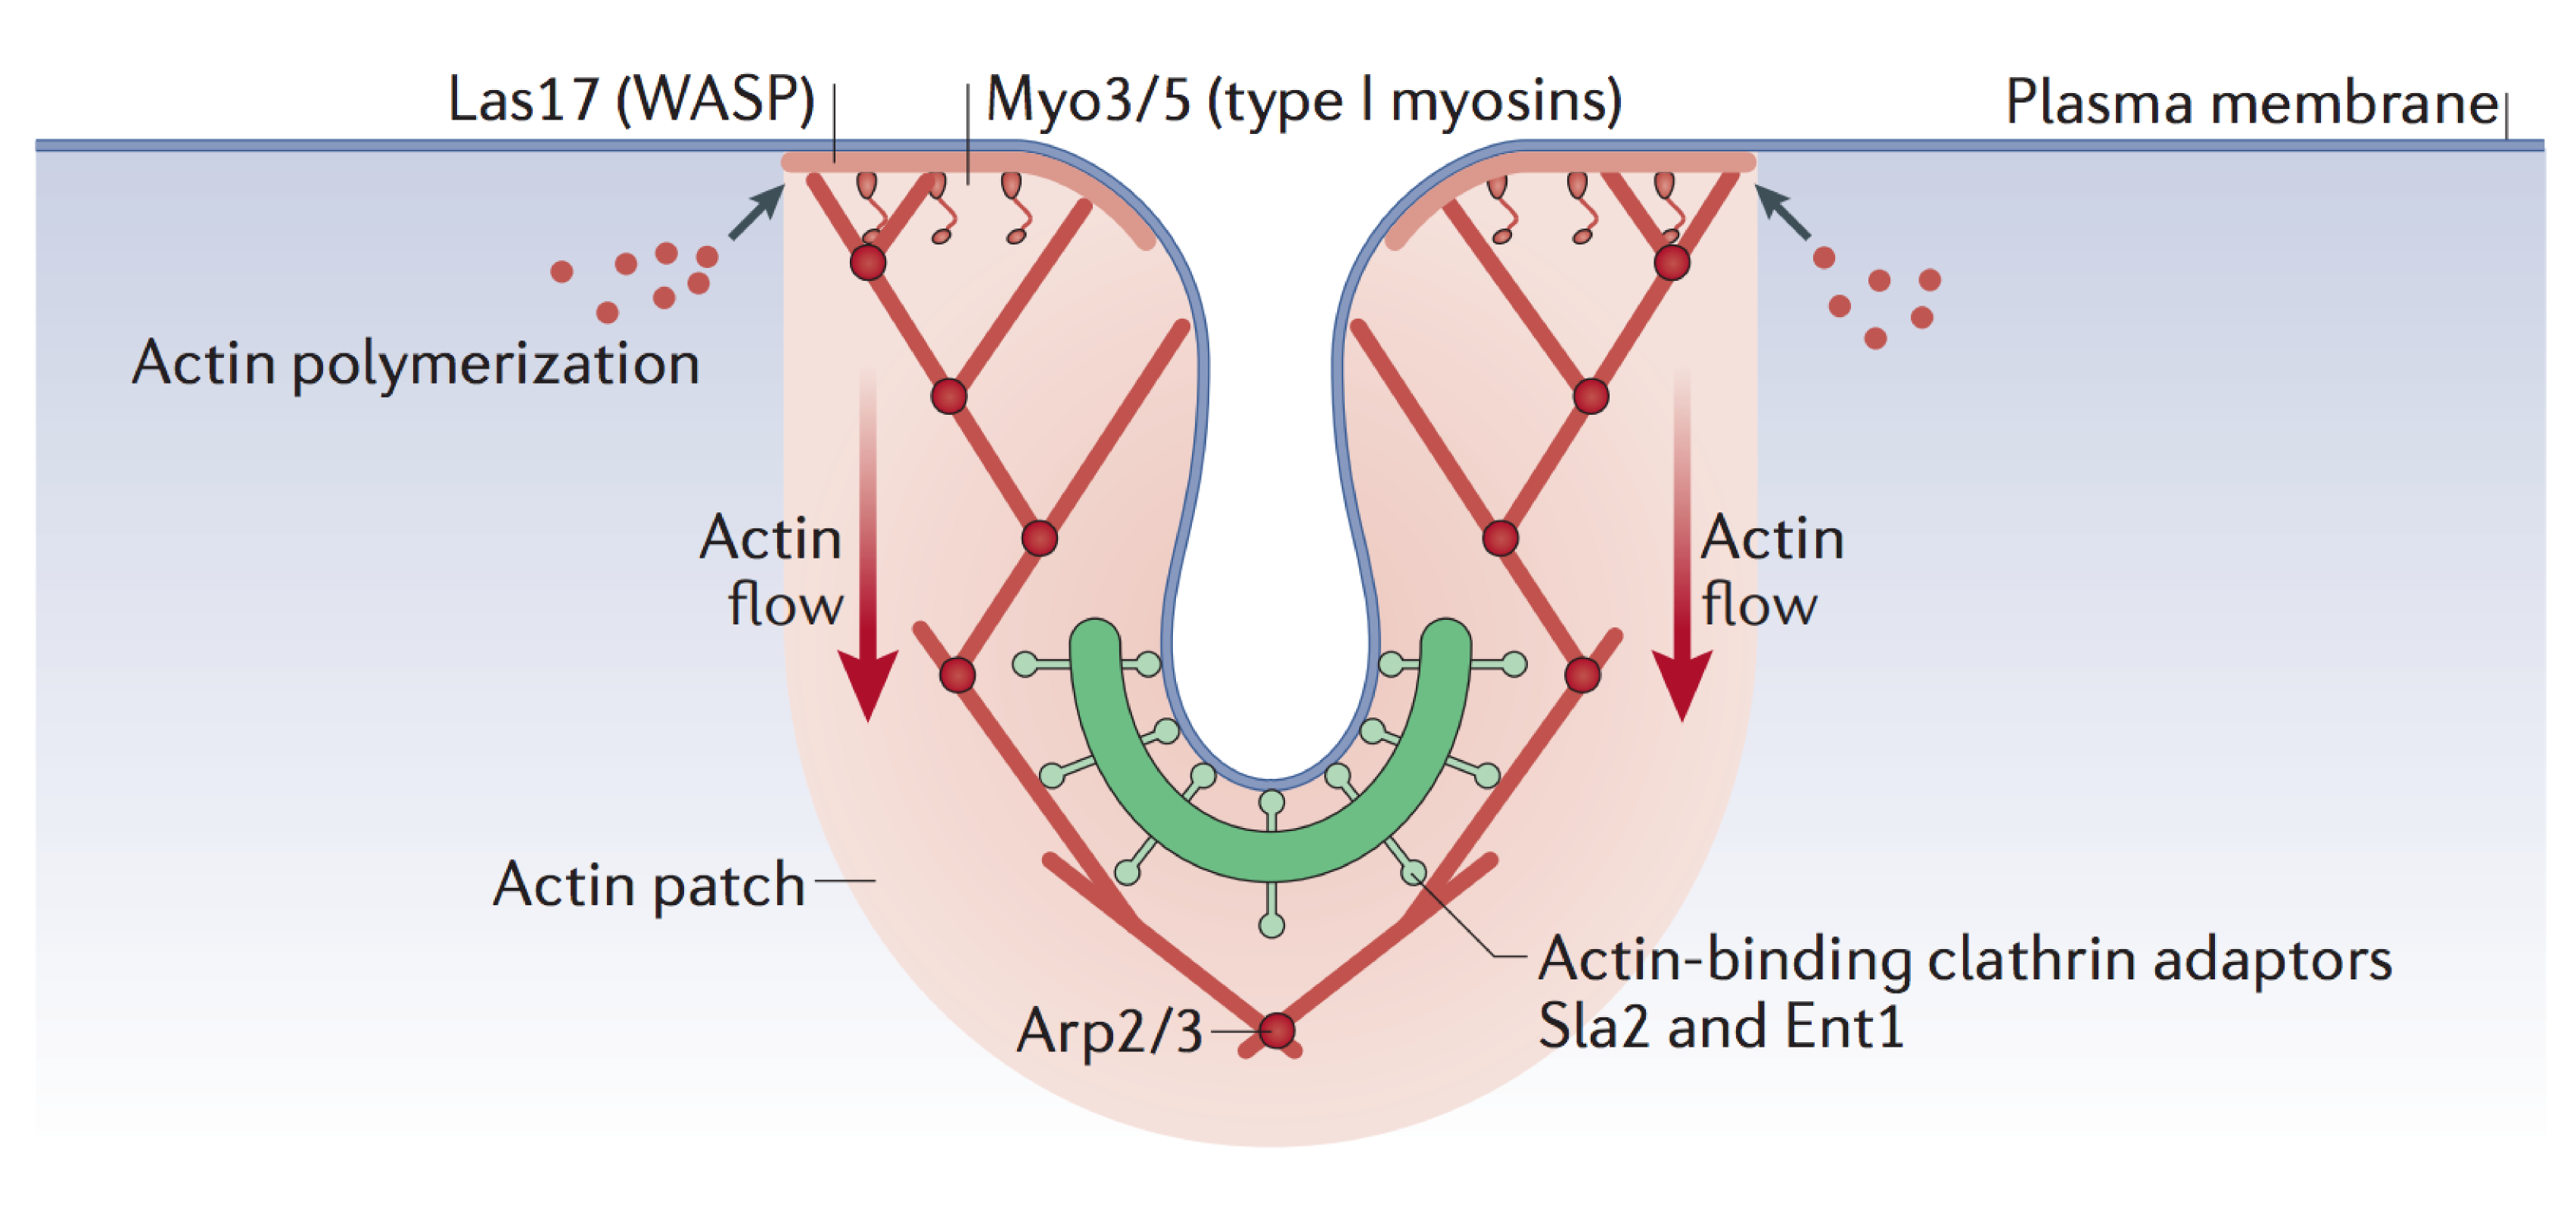 Las17 (WASP)
Myo3/5 (type I myosins)
Plasma membrane
Actin polymerization
Actin
flow
Actin
flow
Actin patch
Actin-binding clathrin adaptors
Sla2 and Ent1
Arp2/3